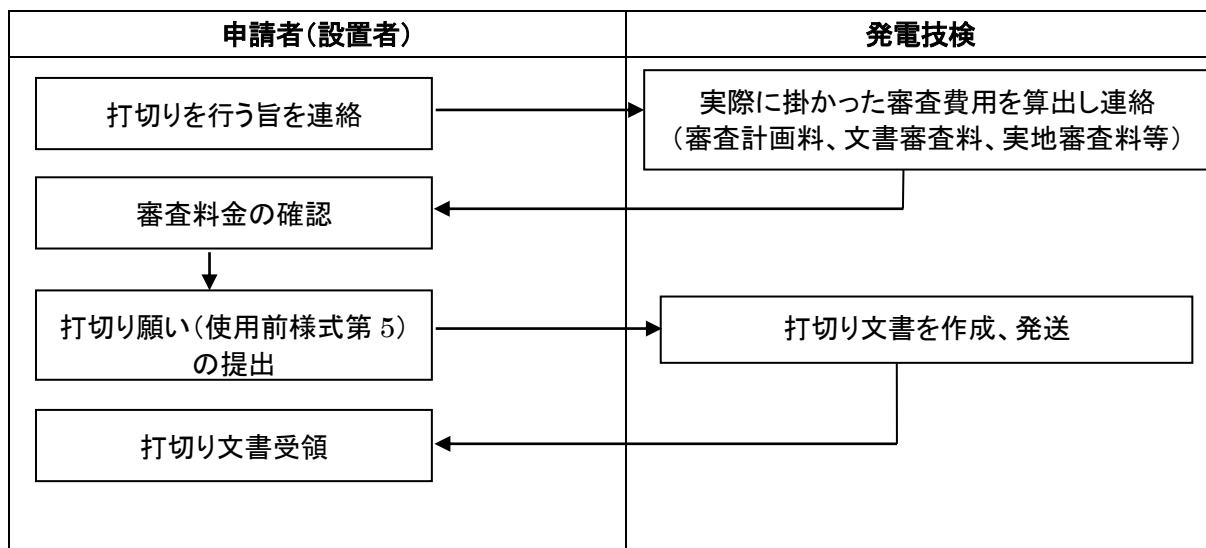 申請者（設置者）
発電技検
打切りを行う旨を連絡
実際に掛かった審査費用を算出し連絡
（審査計画料、文書審査料、実地審査料等）
審査料金の確認
打切り願い（使用前様式第 5）
の提出
打切り文書を作成、発送
打切り文書受領